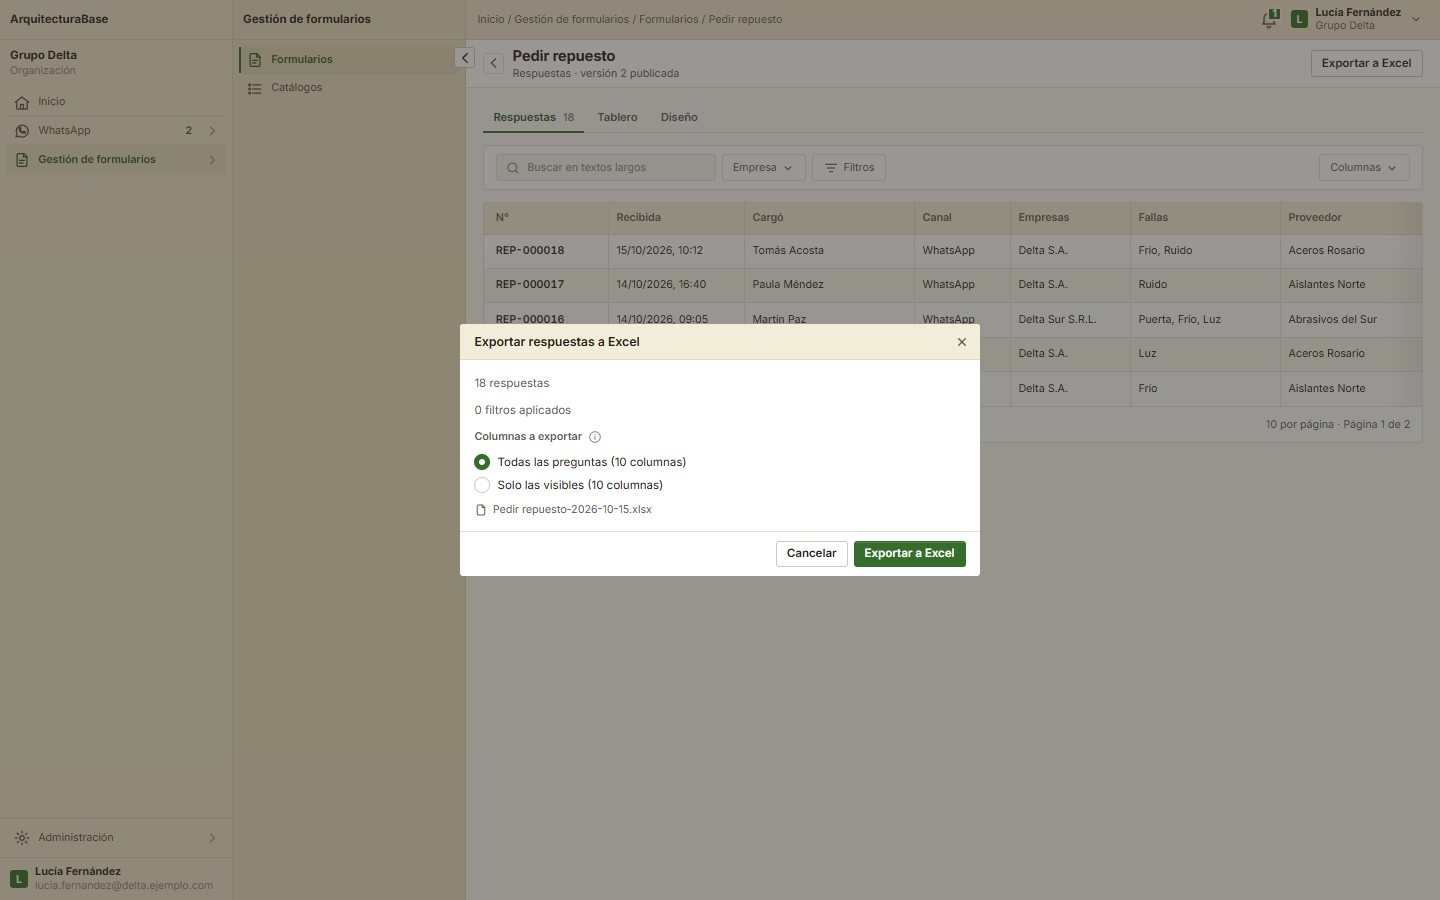 ArquitecturaBase
Grupo Delta
Organización
Inicio
WhatsApp 2
Gestión de formularios
Administración
L Lucía Fernández
lucia.fernandez@delta.ejemplo.com
Gestión de formularios
Formularios
Catálogos
Inicio / Gestión de formularios / Formularios / Pedir repuesto
1
L Lucía Fernández
Grupo Delta
Pedir repuesto
Respuestas · versión 2 publicada
Exportar a Excel
Respuestas 18 Tablero Diseño
Buscar en textos largos Empresa Filtros Columnas
N° Recibida Cargó Canal Empresas Fallas Proveedor
REP-000018 15/10/2026, 10:12 Tomás Acosta WhatsApp Delta S.A. Frío, Ruido Aceros Rosario
REP-000017 14/10/2026, 16:40 Paula Méndez WhatsApp Delta S.A. Ruido Aislantes Norte
REP-000016 14/10/2026, 09:05 Martín Paz WhatsApp Delta Sur S.R.L. Puerta, Frío, Luz Abrasivos del Sur
Delta S.A. Luz Aceros Rosario
Delta S.A. Frío Aislantes Norte
10 por página · Página 1 de 2
Exportar respuestas a Excel
18 respuestas
0 filtros aplicados
Columnas a exportar
Todas las preguntas (10 columnas)
Solo las visibles (10 columnas)
Pedir repuesto-2026-10-15.xlsx
Cancelar Exportar a Excel